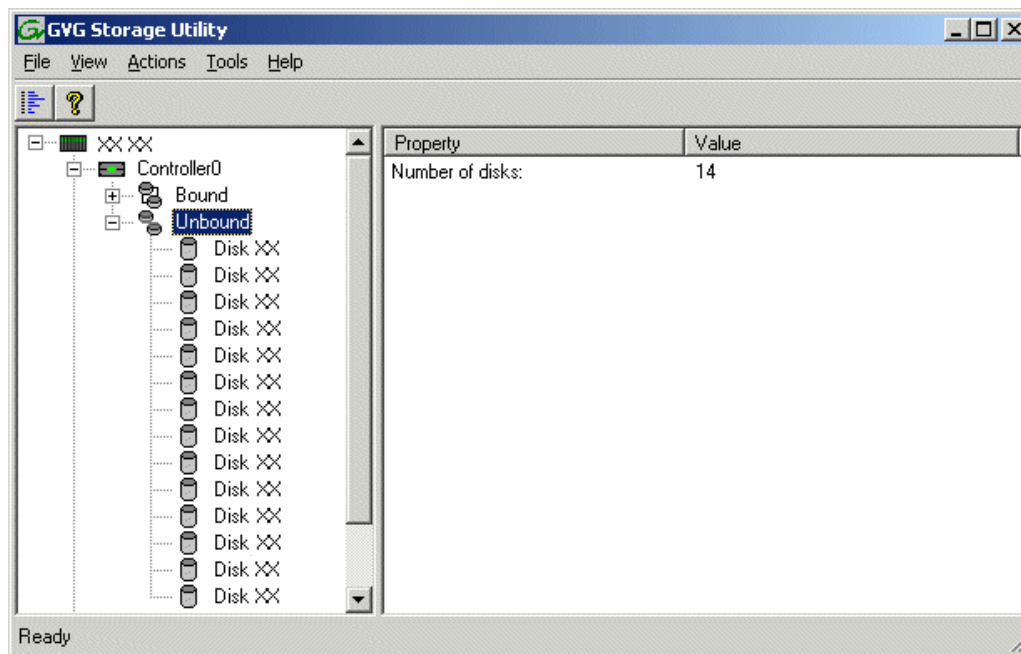 GVG Storage Utility
File View Actions Tools Help
XX XX
Controller0
Bound
Unbound
Disk XX
Disk XX
Disk XX
Disk XX
Disk XX
Disk XX
Disk XX
Disk XX
Disk XX
Disk XX
Disk XX
Disk XX
Disk XX
Disk XX
Property Value
Number of disks: 14
Ready